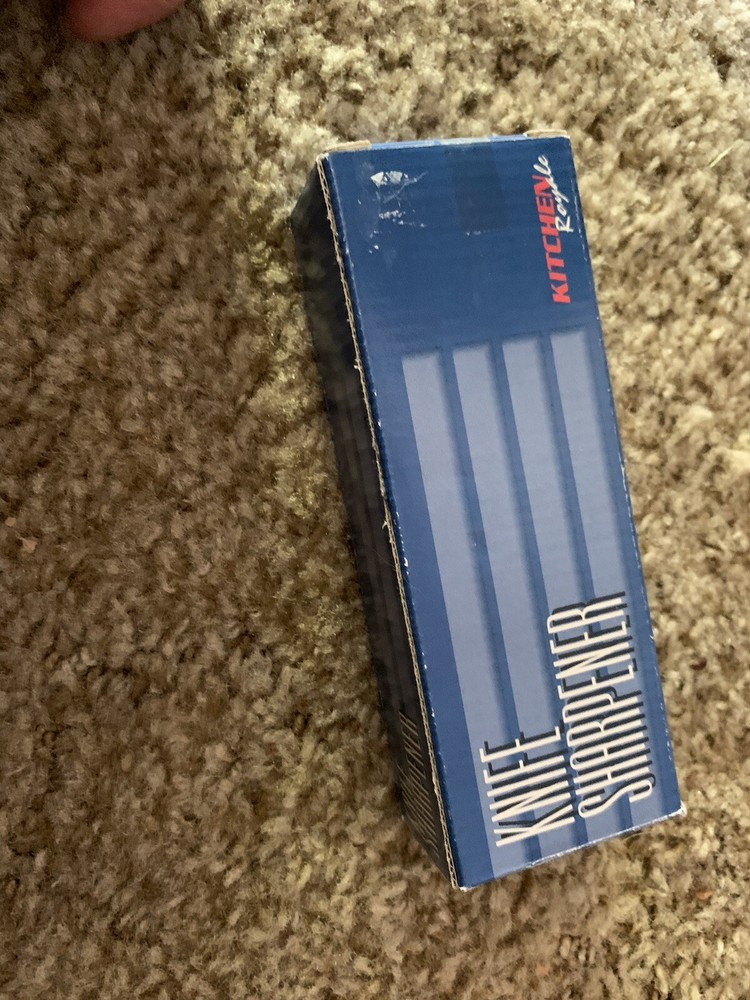 KITCHEN
Royale
KNIFE
SHARPENER